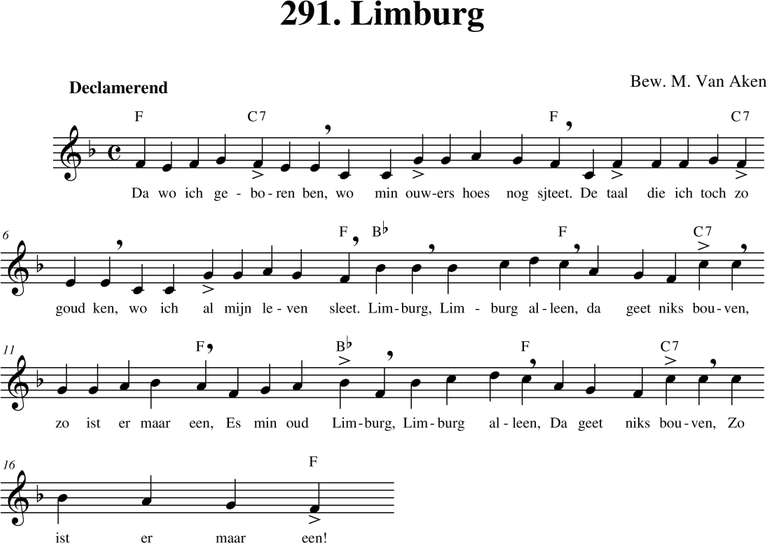 291. Limburg
Bew. M. Van Aken
Declamerend
F C7 F C7
Da wo ich ge - bo - ren ben, wo min ouw-ers hoes nog sjteet. De taal die ich toch zo
6
F B♭ F C7
goud ken, wo ich al mijn le - ven sleet. Lim-burg, Lim - burg al-leen, da geet niks bou-ven,
11
F B♭ F C7
zo ist er maar een, Es min oud Lim-burg, Lim-burg al-leen, Da geet niks bou-ven, Zo
16
F
ist er maar een!